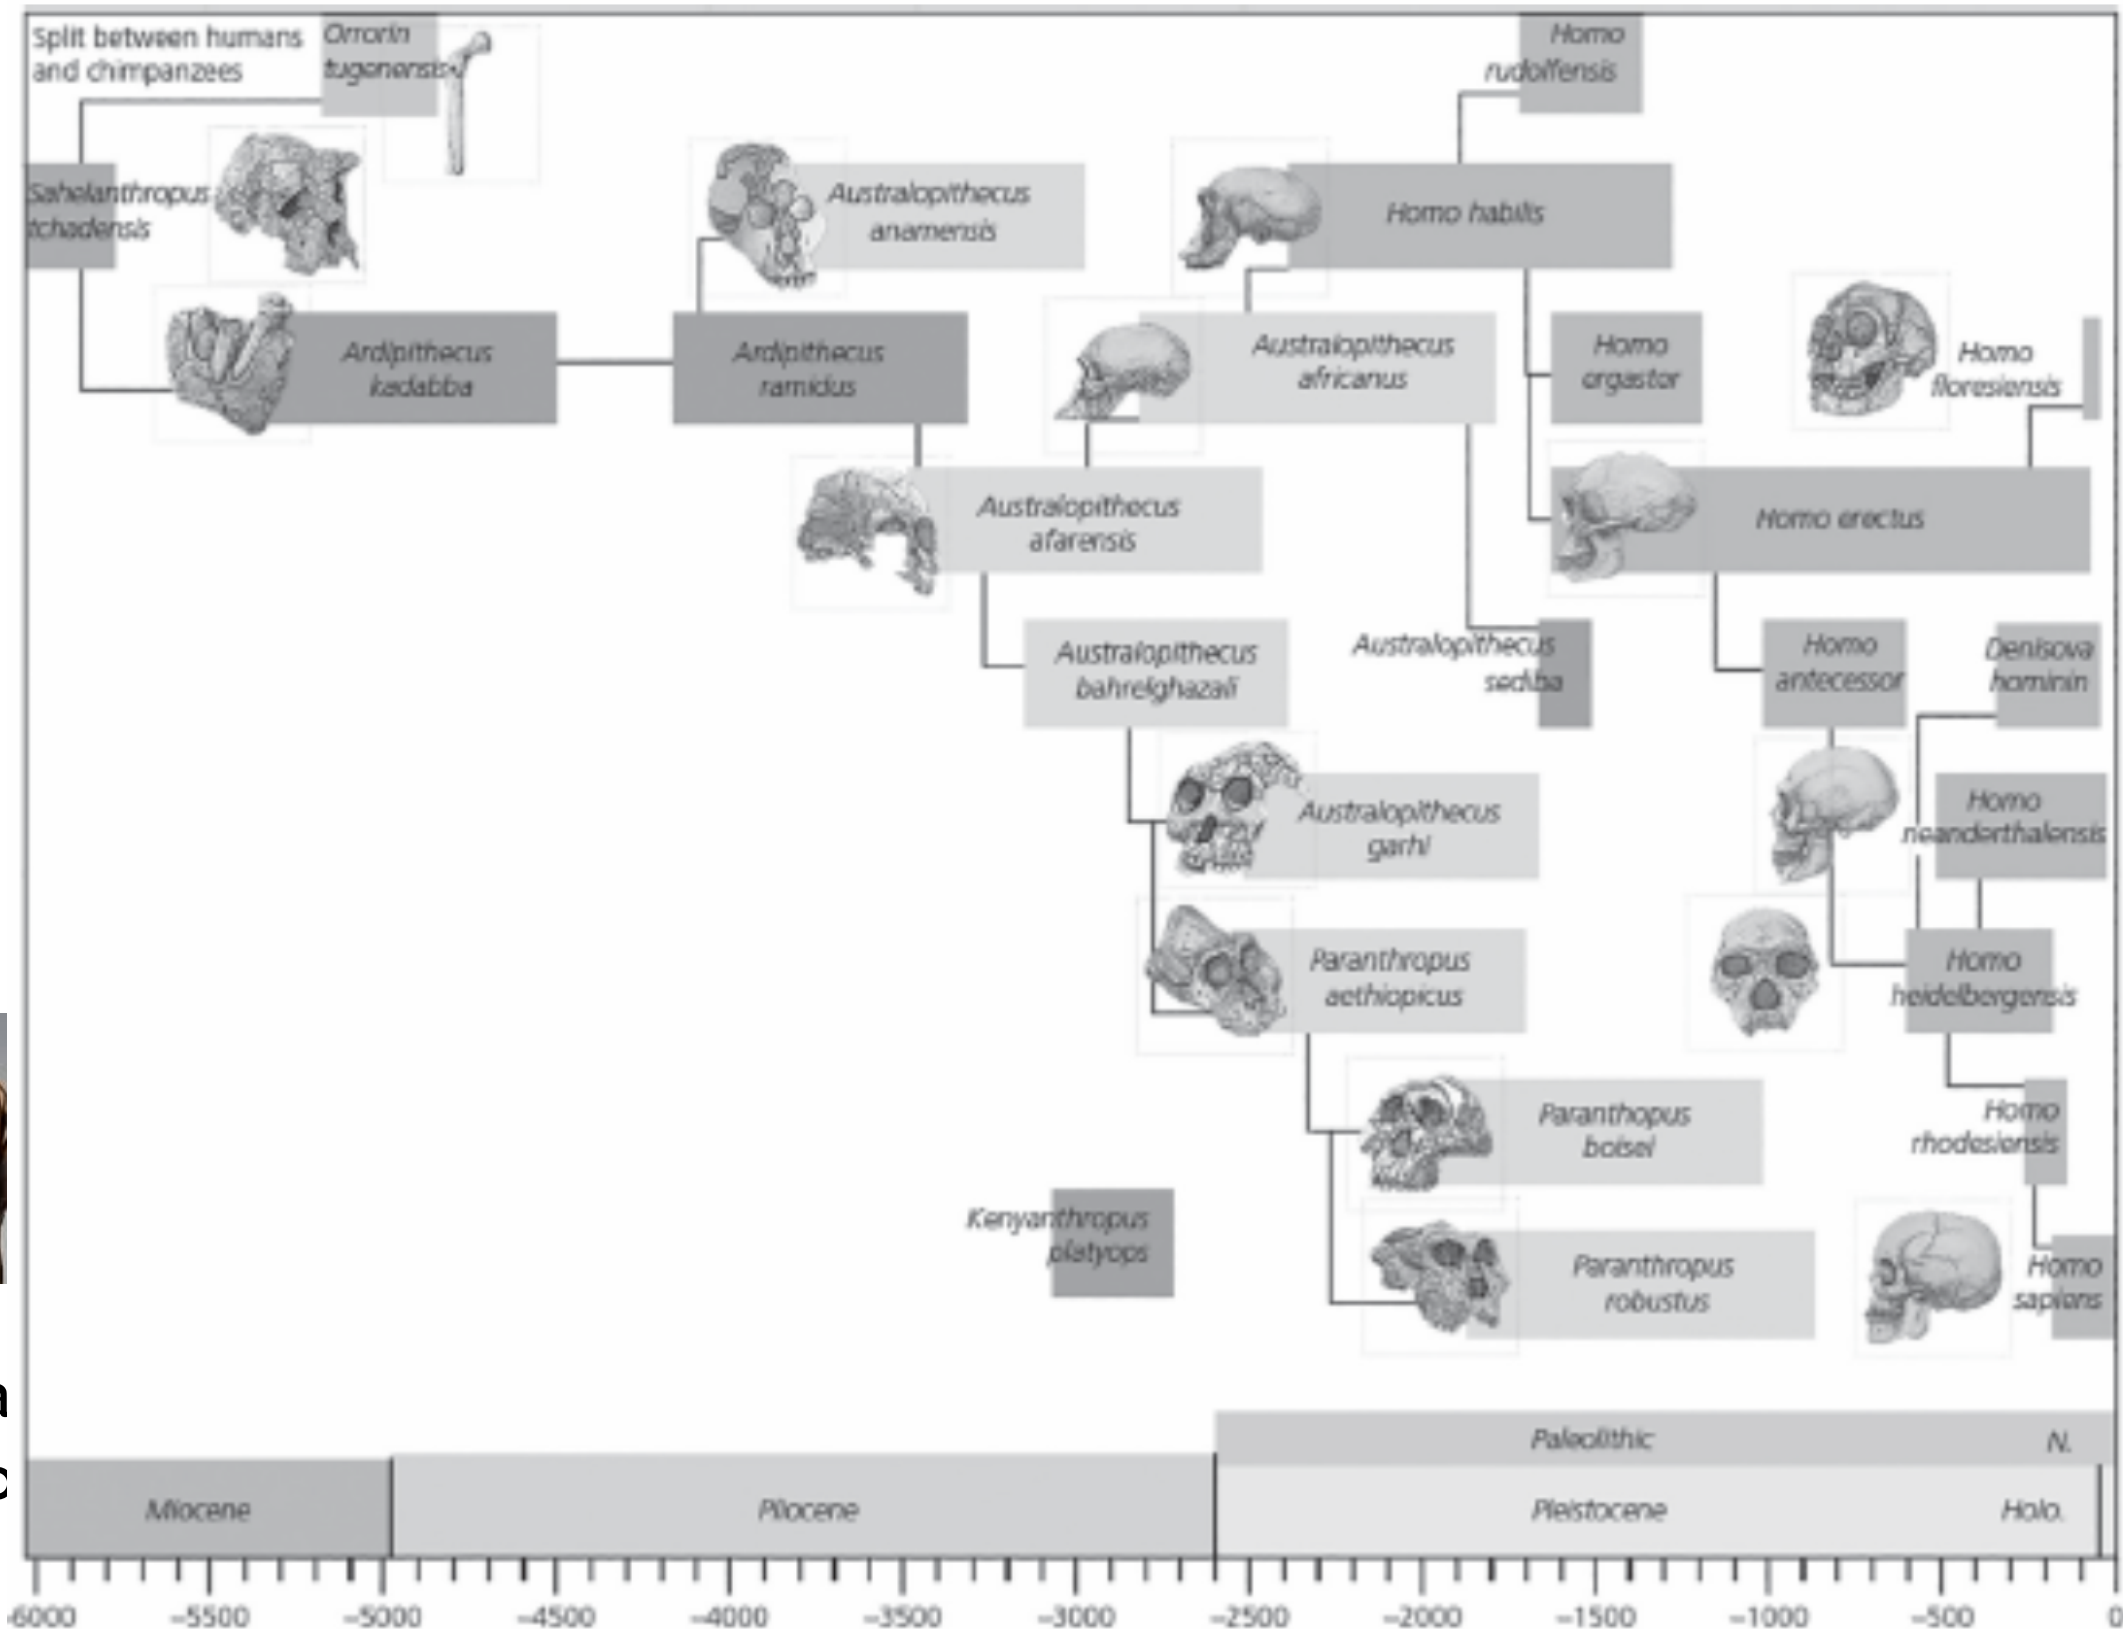 Split between humans
and chimpanzees
Orrorin
tugenensis
Homo
rudolfensis
Sahelanthropus
tchadensis
Australopithecus
anamensis
Homo habilis
Ardipithecus
kadabba
Ardipithecus
ramidus
Australopithecus
africanus
Homo
ergaster
Homo
floresiensis
Australopithecus
afarensis
Homo erectus
Australopithecus
bahrelghazali
Australopithecus
sediba
Homo
antecessor
Denisova
hominin
Australopithecus
garhi
Homo
neanderthalensis
Paranthropus
aethiopicus
Homo
heidelbergensis
Paranthopus
boisei
Homo
rhodesiensis
Kenyanthropus
platyops
Paranthropus
robustus
Homo
sapiens
Paleolithic N.
Miocene Pliocene Pleistocene Holo.
-6000 -5500 -5000 -4500 -4000 -3500 -3000 -2500 -2000 -1500 -1000 -500 0